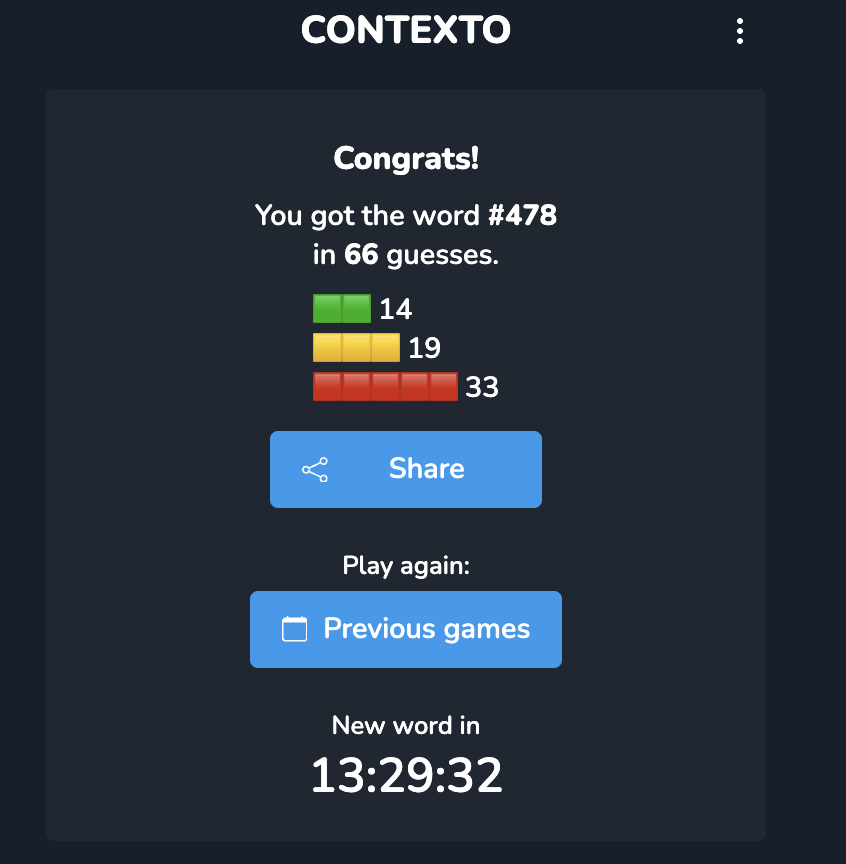 CONTEXTO
Congrats!
You got the word #478
in 66 guesses.
14
19
33
Share
Play again:
Previous games
New word in
13:29:32